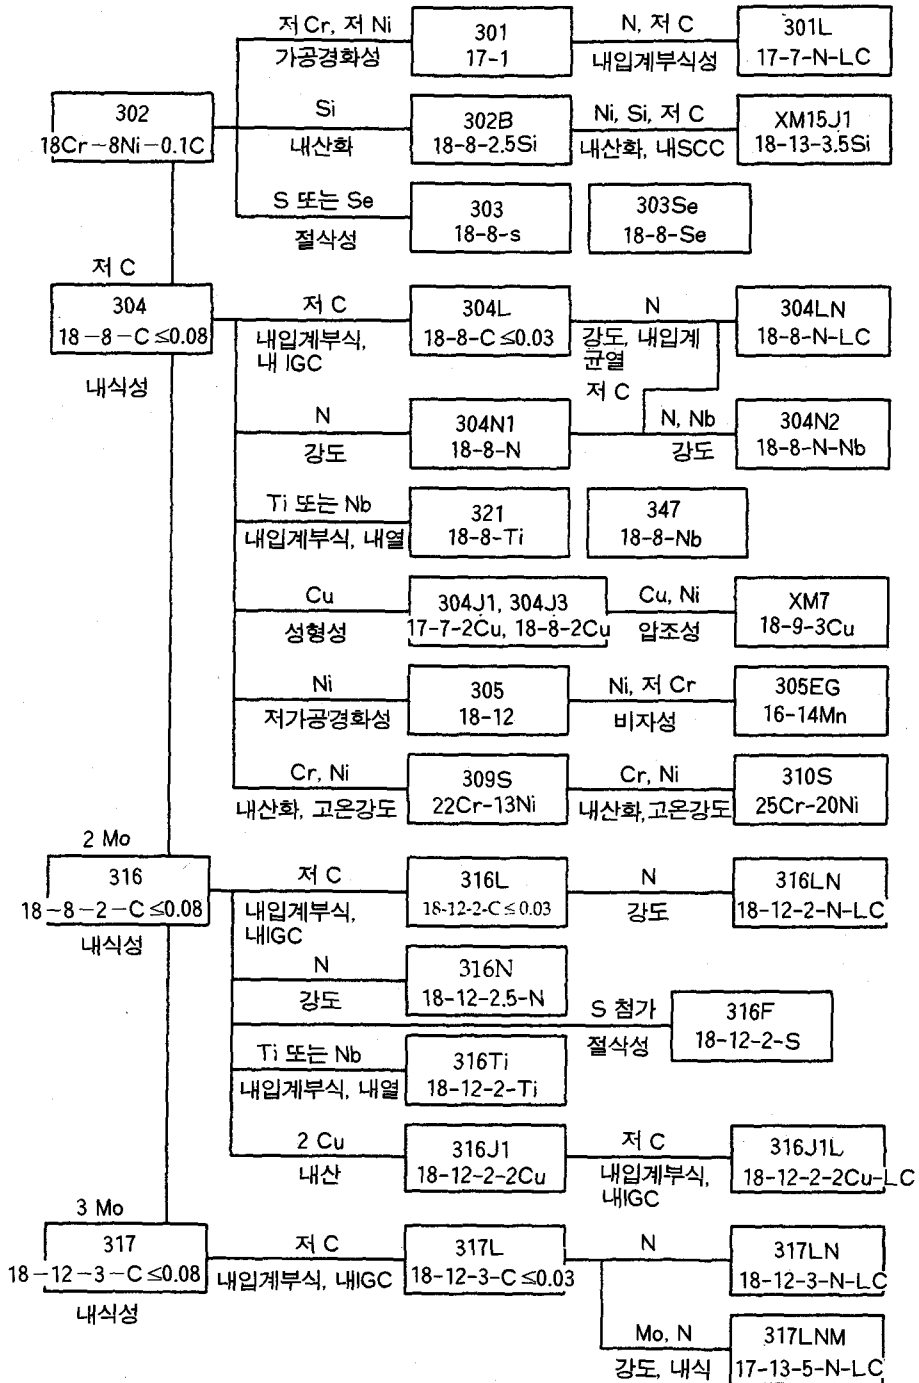 저 Cr, 저 Ni
가공경화성
301
17-1
N, 저 C
내입계부식성
301L
17-7-N-LC
302
18Cr-8Ni-0.1C
Si
내산화
302B
18-8-2.5Si
Ni, Si, 저 C
내산화, 내SCC
XM15J1
18-13-3.5Si
S 또는 Se
절삭성
303
18-8-s
303Se
18-8-Se
저 C
304
18-8-C≤0.08
내식성
저 C
내입계부식,
내 IGC
304L
18-8-C≤0.03
N
강도, 내입계
균열
304LN
18-8-N-LC
저 C
N
강도
304N1
18-8-N
N, Nb
강도
304N2
18-8-N-Nb
Ti 또는 Nb
내입계부식, 내열
321
18-8-Ti
347
18-8-Nb
Cu
성형성
304J1, 304J3
17-7-2Cu, 18-8-2Cu
Cu, Ni
압조성
XM7
18-9-3Cu
Ni
저가공경화성
305
18-12
Ni, 저 Cr
비자성
305EG
16-14Mn
Cr, Ni
내산화, 고온강도
309S
22Cr-13Ni
Cr, Ni
내산화,고온강도
310S
25Cr-20Ni
2 Mo
316
18-8-2-C≤0.08
내식성
저 C
내입계부식,
내IGC
316L
18-12-2-C≤0.03
N
강도
316LN
18-12-2-N-LC
N
강도
316N
18-12-2.5-N
S 첨가
절삭성
316F
18-12-2-S
Ti 또는 Nb
내입계부식, 내열
316Ti
18-12-2-Ti
2 Cu
내산
316J1
18-12-2-2Cu
저 C
내입계부식,
내IGC
316J1L
18-12-2-2Cu-LC
3 Mo
317
18-12-3-C≤0.08
내식성
저 C
내입계부식, 내IGC
317L
18-12-3-C≤0.03
N
317LN
18-12-3-N-LC
Mo, N
강도, 내식
317LNM
17-13-5-N-LC